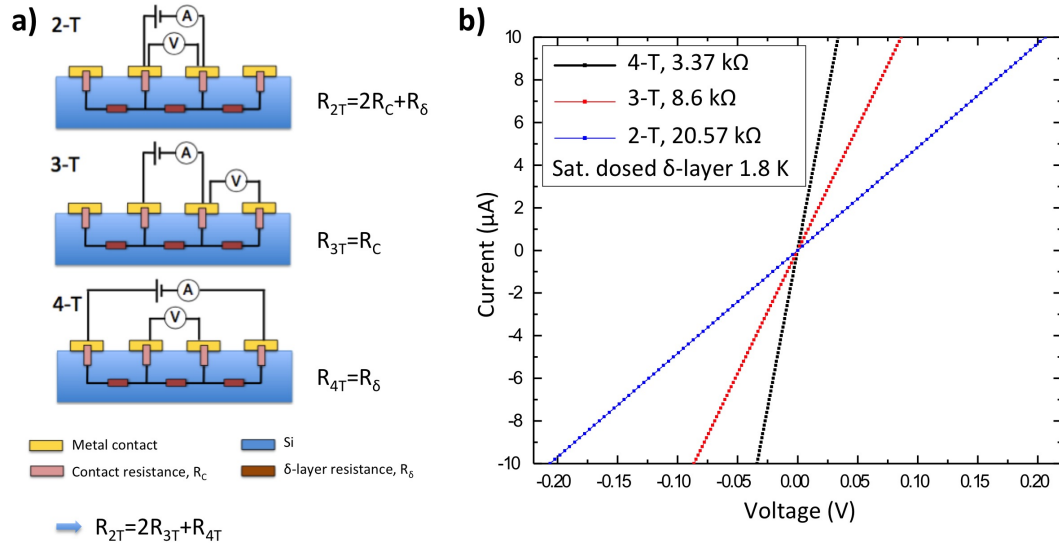 a)
2-T
A
V
R2T=2RC+Rδ
3-T
A
V
R3T=RC
4-T
A
V
R4T=Rδ
Metal contact
Si
Contact resistance, RC
δ-layer resistance, Rδ
R2T=2R3T+R4T
b)
4-T, 3.37 kΩ
3-T, 8.6 kΩ
2-T, 20.57 kΩ
Sat. dosed δ-layer 1.8 K
Current (μA)
10
8
6
4
2
0
-2
-4
-6
-8
-10
-0.20 -0.15 -0.10 -0.05 0.00 0.05 0.10 0.15 0.20
Voltage (V)